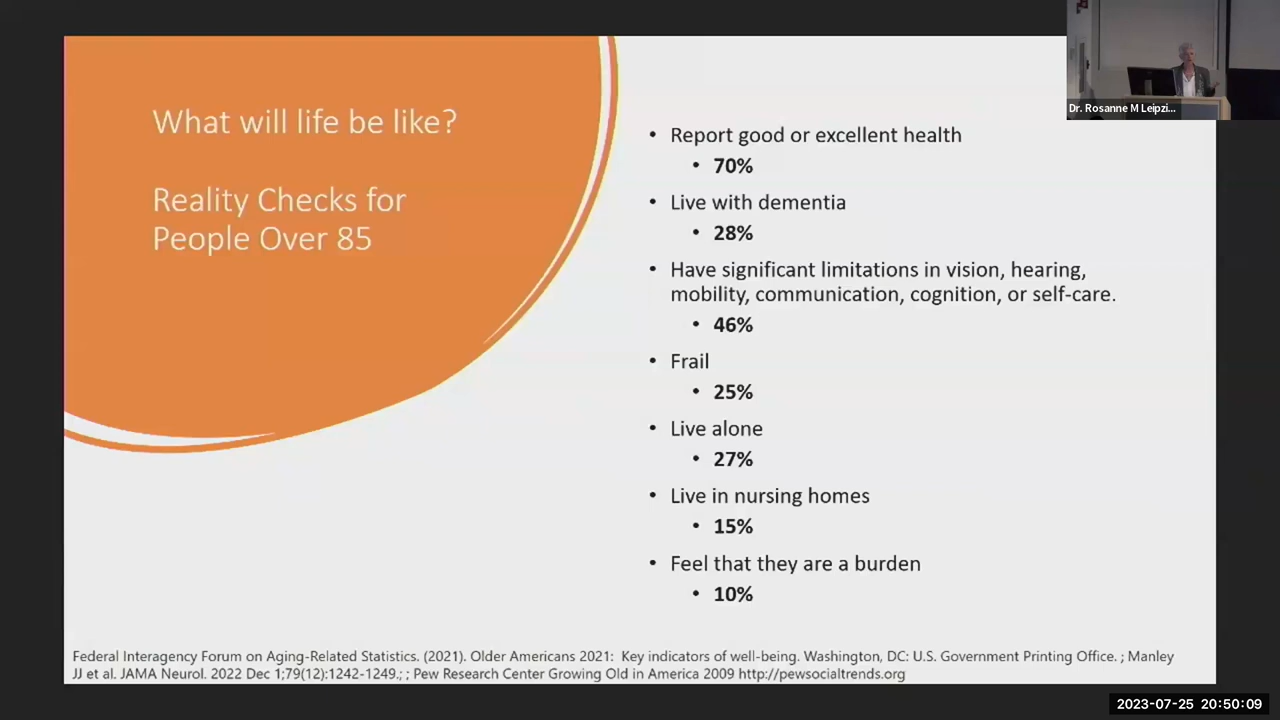 What will life be like?
Reality Checks for
People Over 85
• Report good or excellent health
• 70%
• Live with dementia
• 28%
• Have significant limitations in vision, hearing,
mobility, communication, cognition, or self-care.
• 46%
• Frail
• 25%
• Live alone
• 27%
• Live in nursing homes
• 15%
• Feel that they are a burden
• 10%
Federal Interagency Forum on Aging-Related Statistics. (2021). Older Americans 2021: Key indicators of well-being. Washington, DC: U.S. Government Printing Office. ; Manley
JJ et al. JAMA Neurol. 2022 Dec 1;79(12):1242-1249.; ; Pew Research Center Growing Old in America 2009 http://pewsocialtrends.org
Dr. Rosanne M Leipzi...
2023-07-25 20:50:09